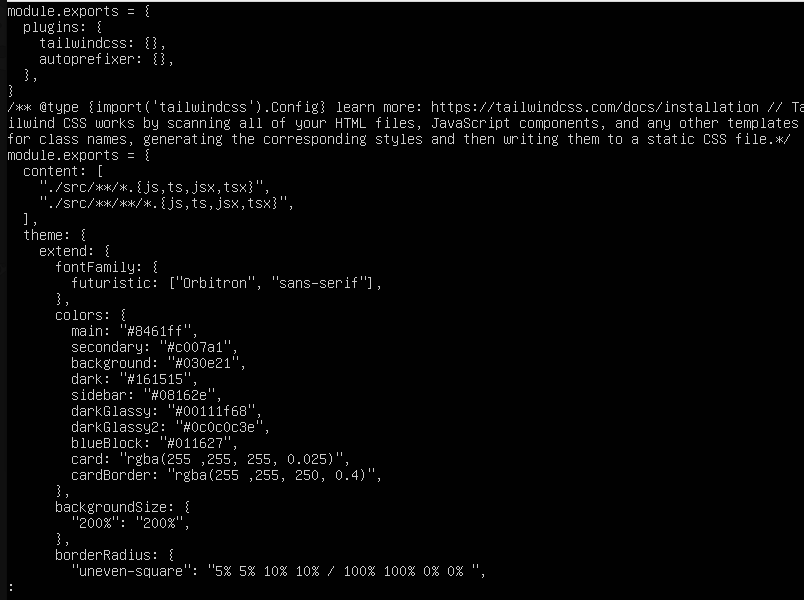 module.exports = {
  plugins: {
    tailwindcss: {},
    autoprefixer: {},
  },
}
/** @type {import('tailwindcss').Config} learn more: https://tailwindcss.com/docs/installation // Ta
ilwind CSS works by scanning all of your HTML files, JavaScript components, and any other templates
for class names, generating the corresponding styles and then writing them to a static CSS file.*/
module.exports = {
  content: [
    "./src/**/*.{js,ts,jsx,tsx}",
    "./src/**/**/*.{js,ts,jsx,tsx}",
  ],
  theme: {
    extend: {
      fontFamily: {
        futuristic: ["Orbitron", "sans-serif"],
      },
      colors: {
        main: "#8461ff",
        secondary: "#c007a1",
        background: "#030e21",
        dark: "#161515",
        sidebar: "#08162e",
        darkGlassy: "#00111f68",
        darkGlassy2: "#0c0c0c3e",
        blueBlock: "#011627",
        card: "rgba(255 ,255, 255, 0.025)",
        cardBorder: "rgba(255 ,255, 250, 0.4)",
      },
      backgroundSize: {
        "200%": "200%",
      },
      borderRadius: {
        "uneven-square": "5% 5% 10% 10% / 100% 100% 0% 0% ",
: